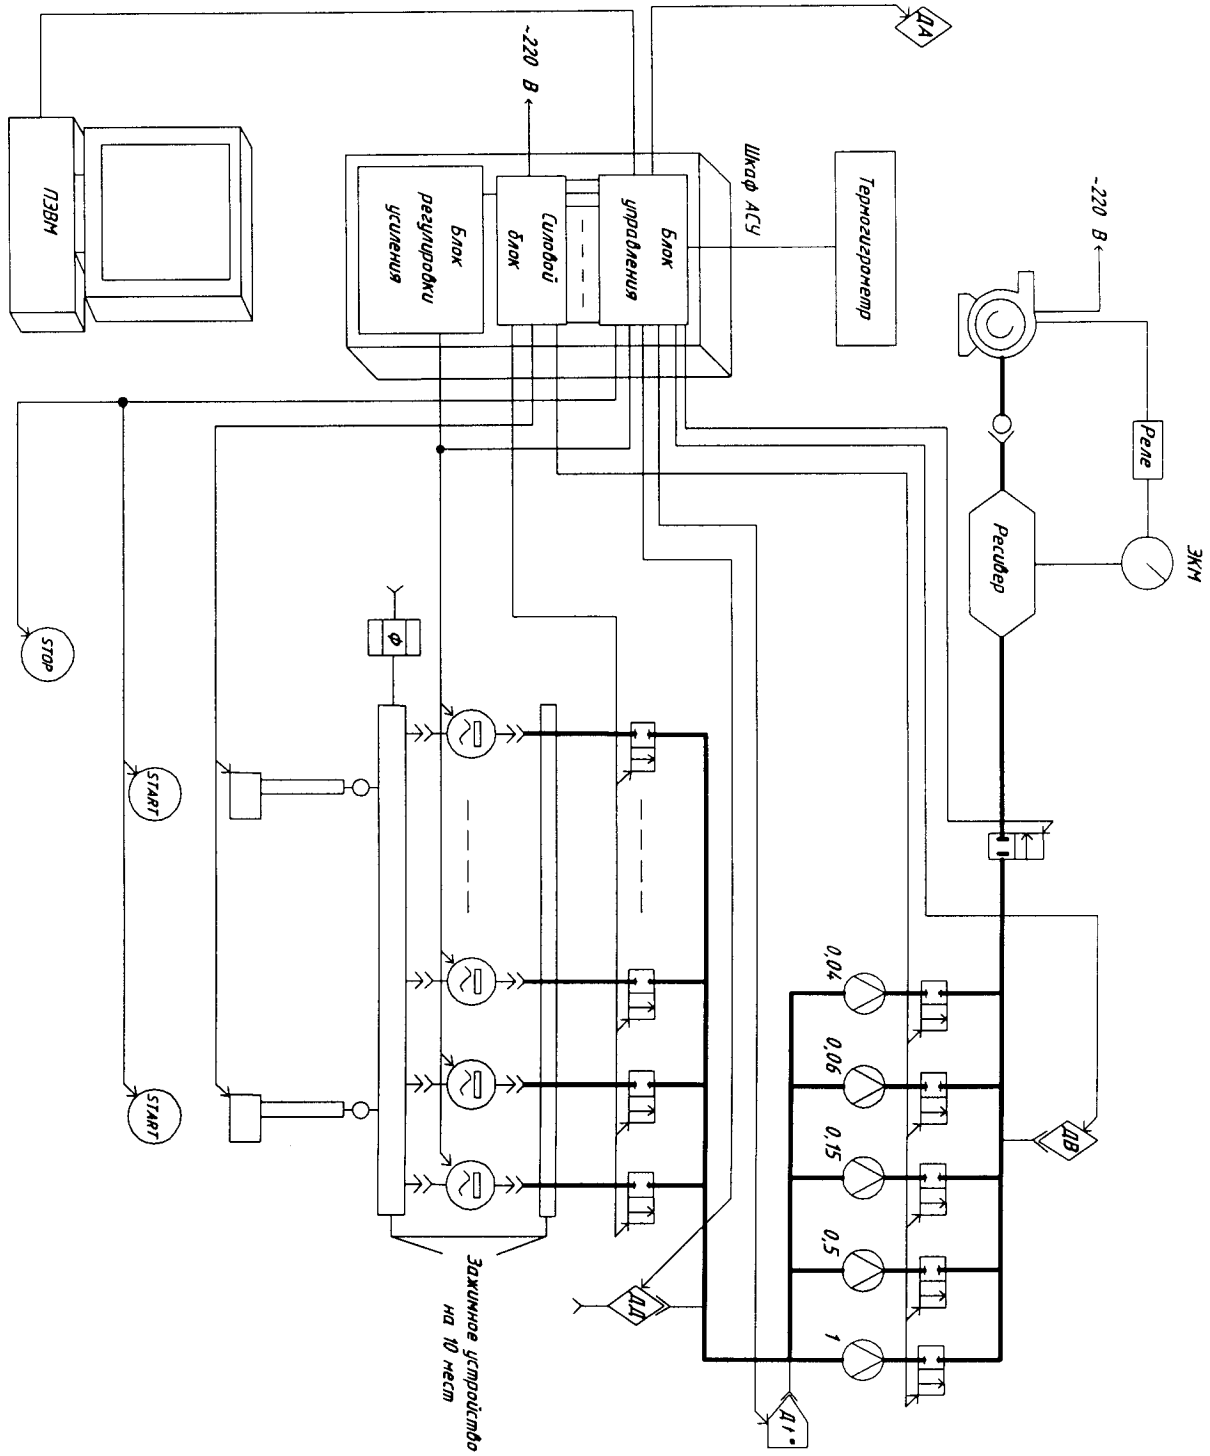 ДА
~220 В
Шкаф АСУ
Термогигрометр
~220 В
Блок
управления
Силовой
блок
Блок
регулировки
усиления
ПЭВМ
Реле
ЭКМ
Ресивер
Ф
STOP
START
START
0,04
0,06
0,15
0,5
1
ДВ
ДД
Дt°
Зажимное устройство
на 10 мест